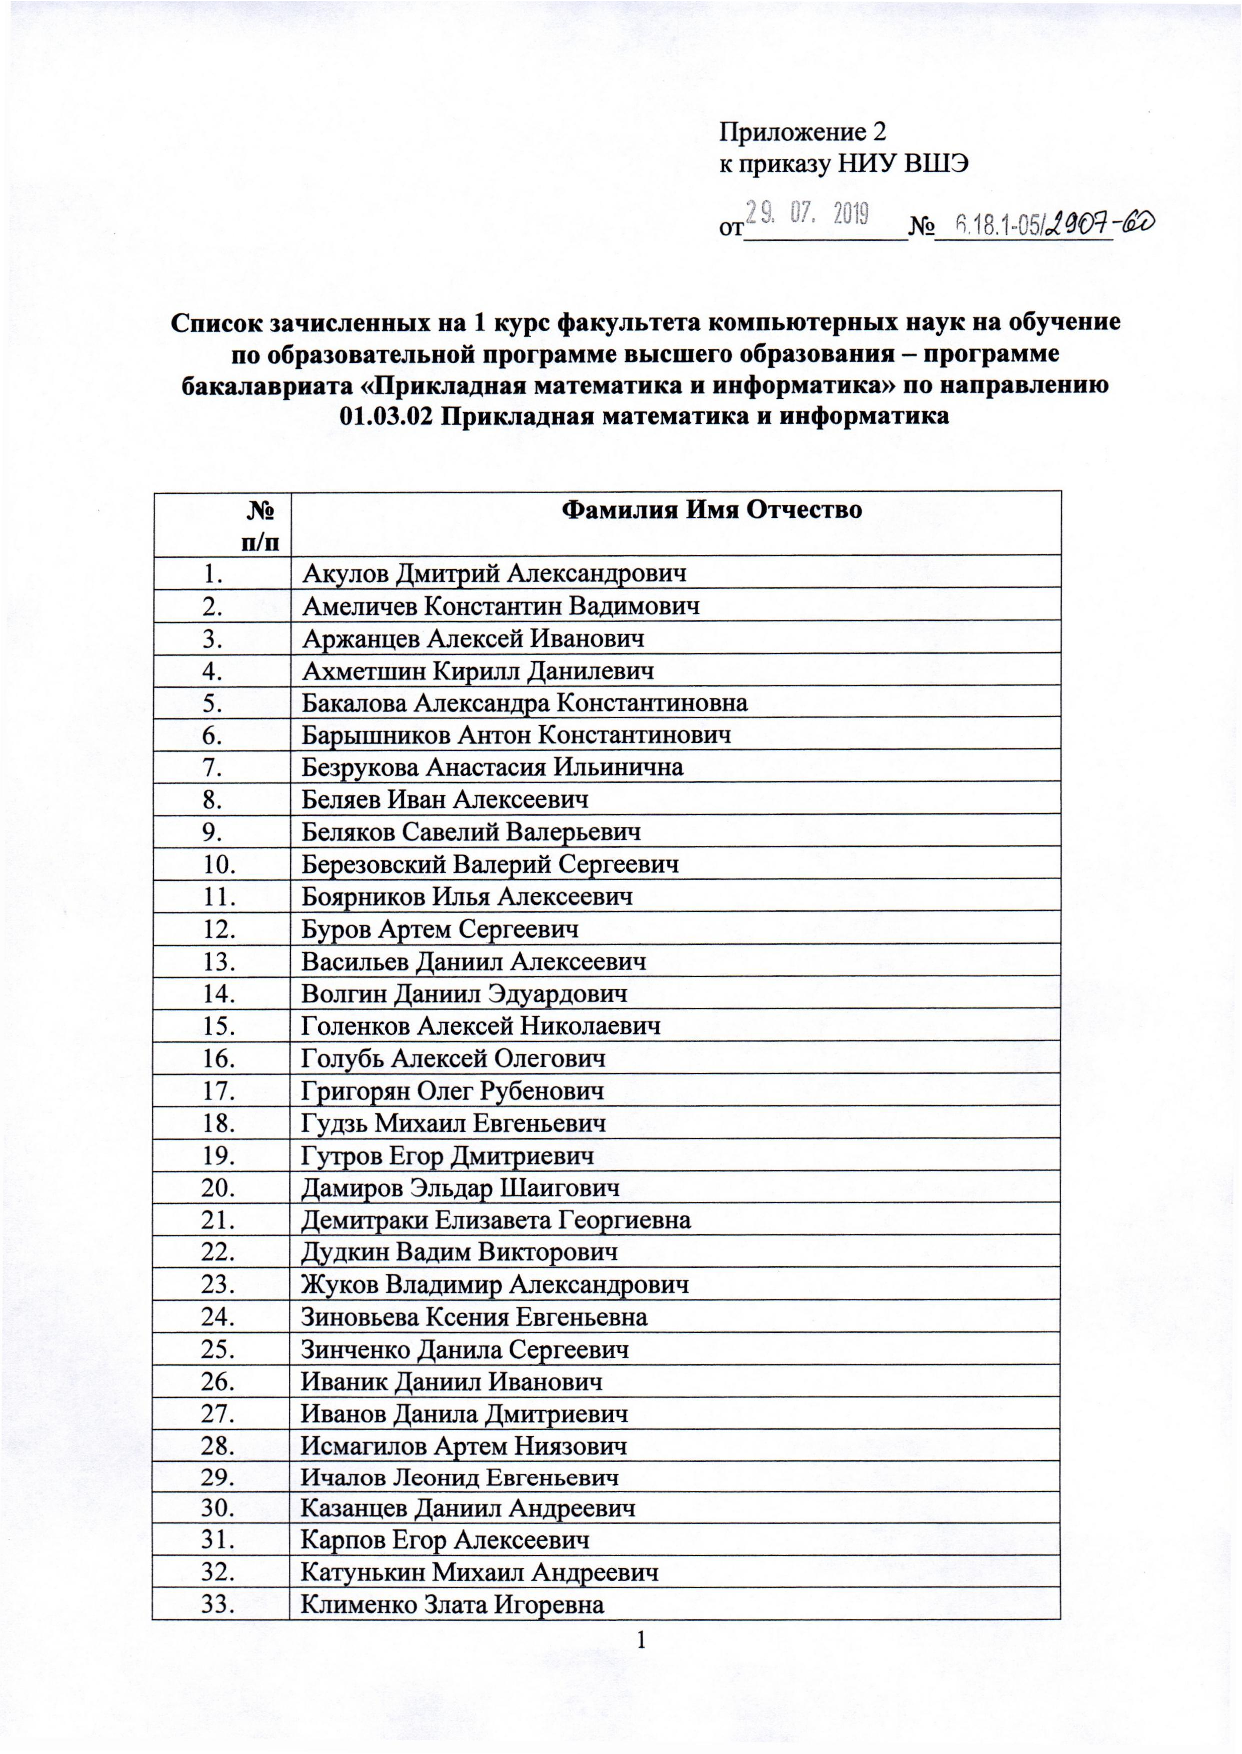 Приложение 2
к приказу НИУ ВШЭ
от 29. 07. 2019 № 6.18.1-05/2907-60
Список зачисленных на 1 курс факультета компьютерных наук на обучение
по образовательной программе высшего образования – программе
бакалавриата «Прикладная математика и информатика» по направлению
01.03.02 Прикладная математика и информатика
№ Фамилия Имя Отчество
п/п
1. Акулов Дмитрий Александрович
2. Амеличев Константин Вадимович
3. Аржанцев Алексей Иванович
4. Ахметшин Кирилл Данилевич
5. Бакалова Александра Константиновна
6. Барышников Антон Константинович
7. Безрукова Анастасия Ильинична
8. Беляев Иван Алексеевич
9. Беляков Савелий Валерьевич
10. Березовский Валерий Сергеевич
11. Боярников Илья Алексеевич
12. Буров Артем Сергеевич
13. Васильев Даниил Алексеевич
14. Волгин Даниил Эдуардович
15. Голенков Алексей Николаевич
16. Голубь Алексей Олегович
17. Григорян Олег Рубенович
18. Гудзь Михаил Евгеньевич
19. Гутров Егор Дмитриевич
20. Дамиров Эльдар Шаигович
21. Демитраки Елизавета Георгиевна
22. Дудкин Вадим Викторович
23. Жуков Владимир Александрович
24. Зиновьева Ксения Евгеньевна
25. Зинченко Данила Сергеевич
26. Иваник Даниил Иванович
27. Иванов Данила Дмитриевич
28. Исмагилов Артем Ниязович
29. Ичалов Леонид Евгеньевич
30. Казанцев Даниил Андреевич
31. Карпов Егор Алексеевич
32. Катунькин Михаил Андреевич
33. Клименко Злата Игоревна
1